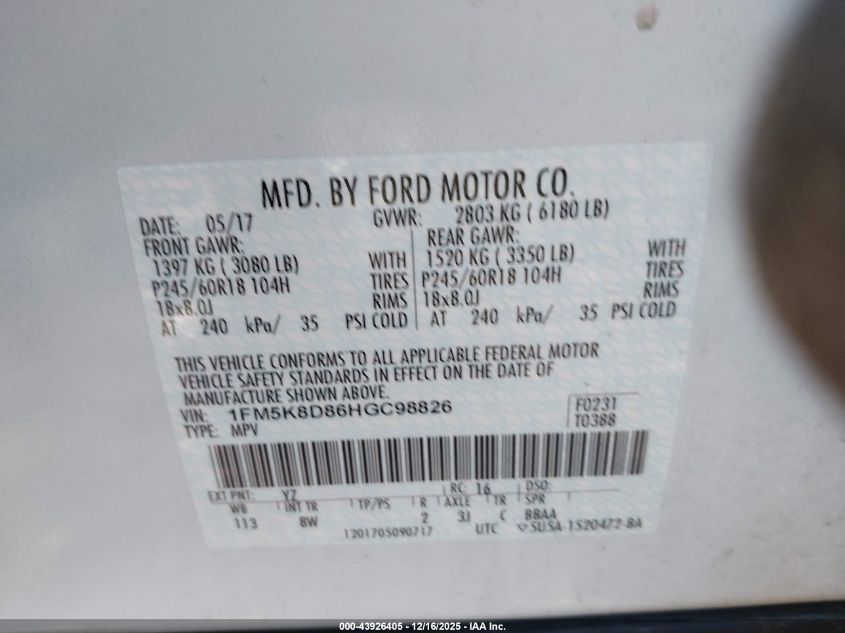 MFD. BY FORD MOTOR CO.
DATE: 05/17 GVWR: 2803 KG ( 6180 LB)
FRONT GAWR: REAR GAWR:
1397 KG ( 3080 LB) WITH 1520 KG ( 3350 LB) WITH
P245/60R18 104H TIRES P245/60R18 104H TIRES
18x8.0J RIMS 18x8.0J RIMS
AT 240 kPa/ 35 PSI COLD AT 240 kPa/ 35 PSI COLD
THIS VEHICLE CONFORMS TO ALL APPLICABLE FEDERAL MOTOR
VEHICLE SAFETY STANDARDS IN EFFECT ON THE DATE OF
MANUFACTURE SHOWN ABOVE.
VIN: 1FM5K8D86HGC98826 F0231
TYPE: MPV T0388
EXT PNT: YZ RC: 16 DSO:
WB INT TR TP/PS R AXLE TR SPR
113 8W 2 3J C BBAA
1201705090717 UTC SUSA-1520472-BA
000-43926405 - 12/16/2025 - IAA Inc.